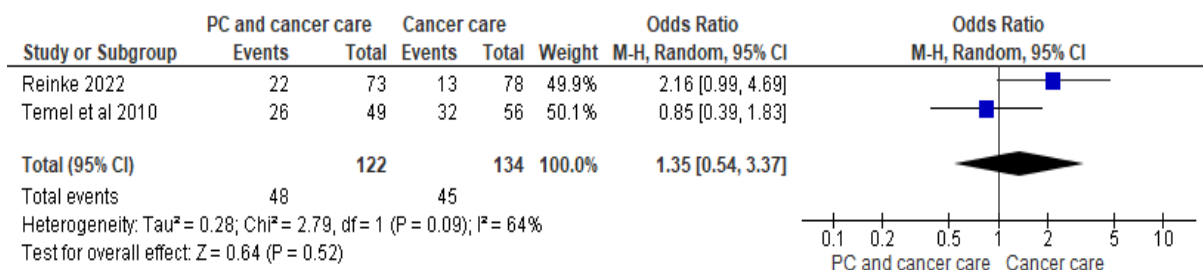 PC and cancer care Cancer care Odds Ratio Odds Ratio
Study or Subgroup Events Total Events Total Weight M-H, Random, 95% CI M-H, Random, 95% CI
Reinke 2022 22 73 13 78 49.9% 2.16 [0.99, 4.69]
Temel et al 2010 26 49 32 56 50.1% 0.85 [0.39, 1.83]
Total (95% CI) 122 134 100.0% 1.35 [0.54, 3.37]
Total events 48 45
Heterogeneity: Tau² = 0.28; Chi² = 2.79, df = 1 (P = 0.09); I² = 64%
Test for overall effect: Z = 0.64 (P = 0.52)
0.1 0.2 0.5 1 2 5 10
PC and cancer care Cancer care